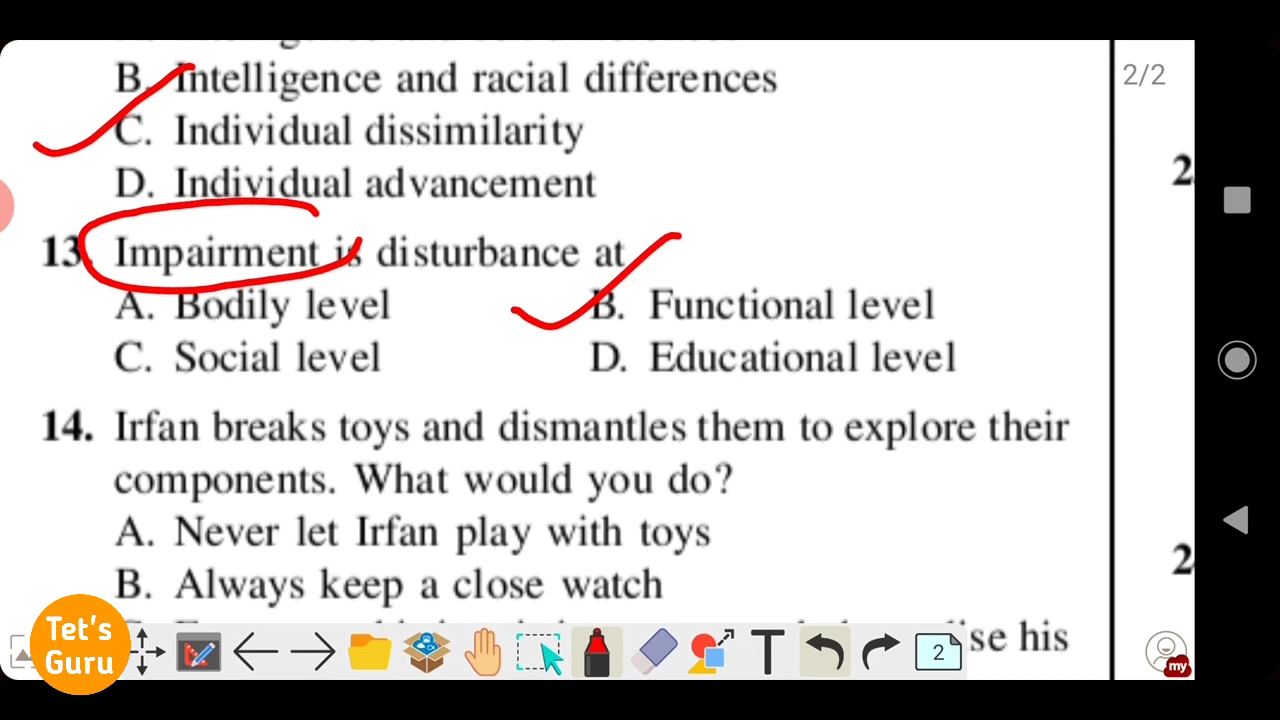 B. Intelligence and racial differences
C. Individual dissimilarity
D. Individual advancement
13. Impairment is disturbance at
A. Bodily level B. Functional level
C. Social level D. Educational level
14. Irfan breaks toys and dismantles them to explore their
components. What would you do?
A. Never let Irfan play with toys
B. Always keep a close watch
his
2/2
2
2
Tet's
Guru
T
2
my